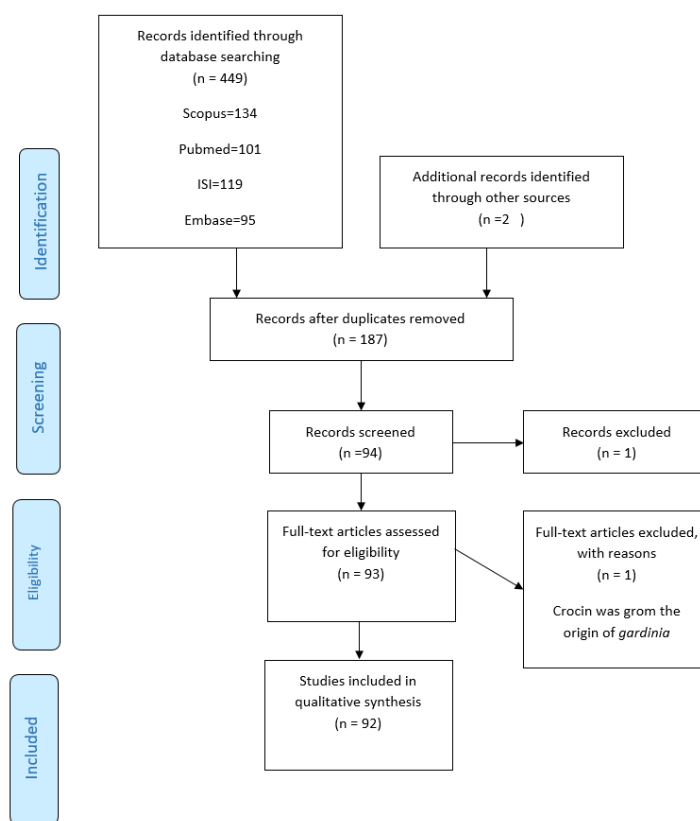 Records identified through
database searching
(n = 449)
Scopus=134
Pubmed=101
ISI=119
Embase=95
Identification
Additional records identified
through other sources
(n =2 )
Records after duplicates removed
(n = 187)
Screening
Records screened
(n =94)
Records excluded
(n = 1)
Eligibility
Full-text articles assessed
for eligibility
(n = 93)
Full-text articles excluded,
with reasons
(n = 1)
Crocin was grom the
origin of gardinia
Included
Studies included in
qualitative synthesis
(n = 92)